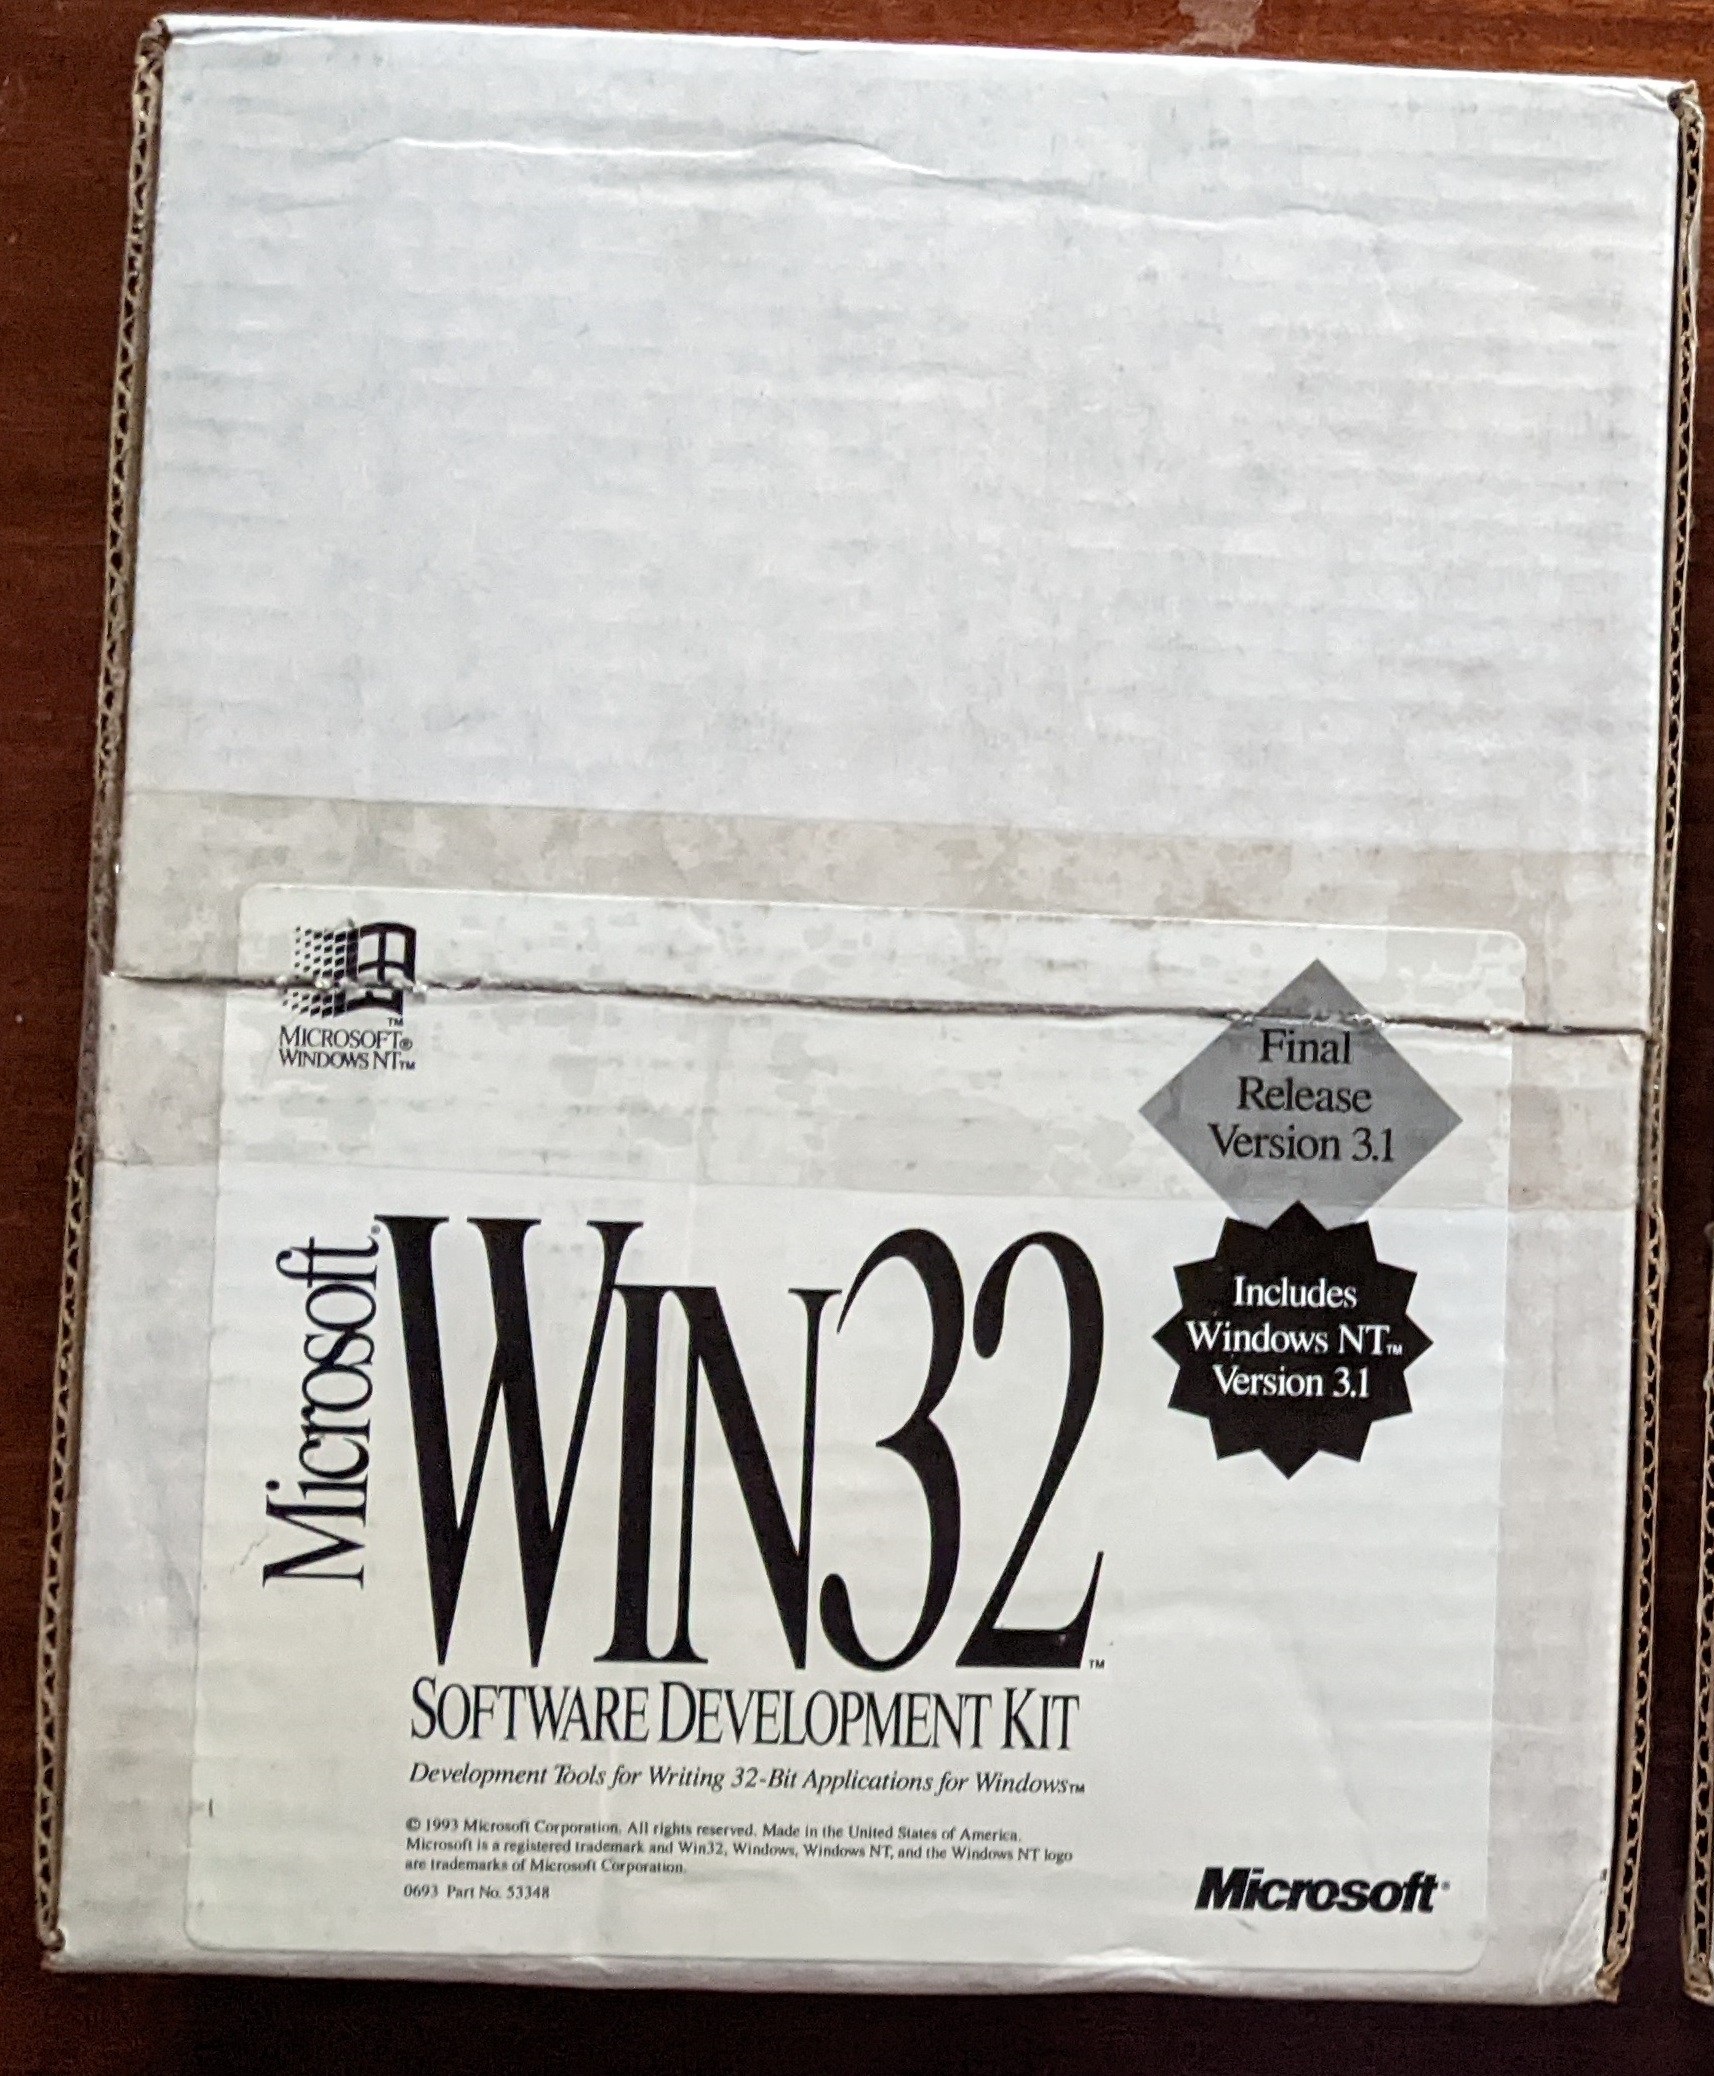 TM
MICROSOFT®
WINDOWS NT™
Final
Release
Version 3.1
Includes
Windows NT™
Version 3.1
Microsoft®
WIN32™
SOFTWARE DEVELOPMENT KIT
Development Tools for Writing 32-Bit Applications for Windows™
© 1993 Microsoft Corporation. All rights reserved. Made in the United States of America.
Microsoft is a registered trademark and Win32, Windows, Windows NT, and the Windows NT logo
are trademarks of Microsoft Corporation.
0693 Part No. 53348
Microsoft®